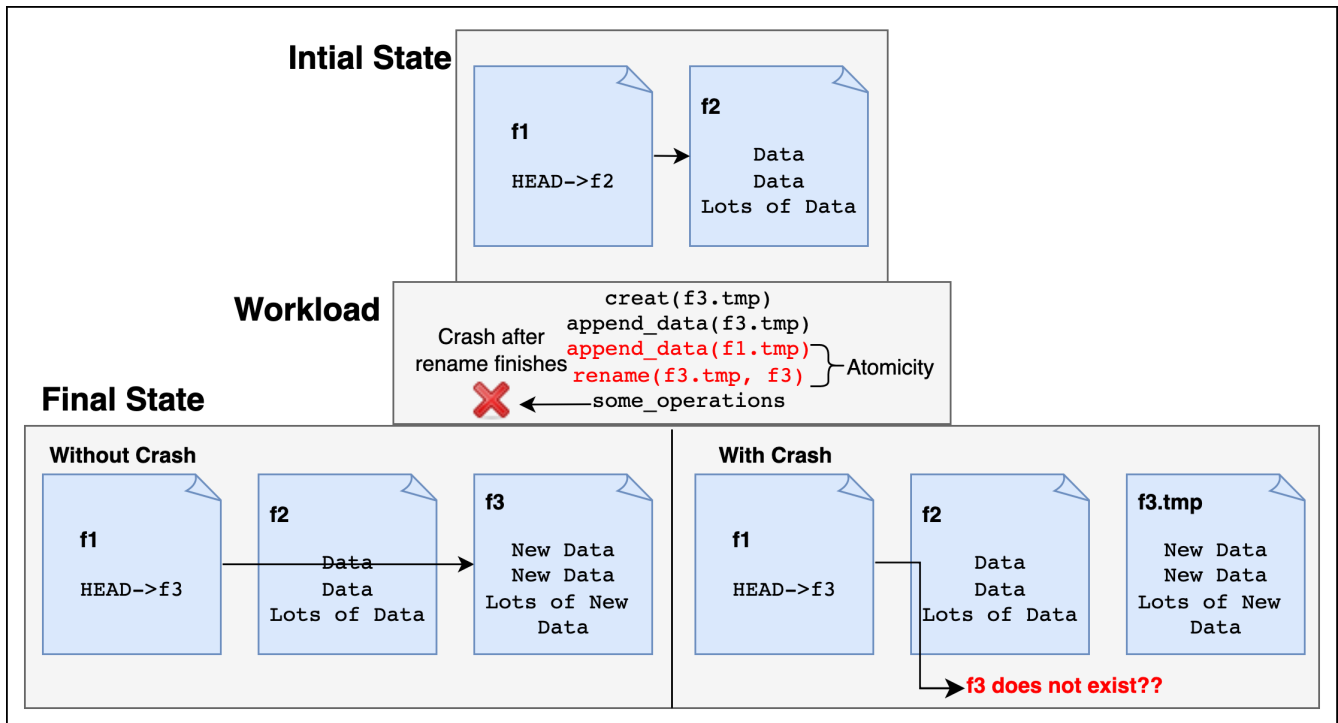 Intial State
f1
HEAD->f2
f2
Data
Data
Lots of Data
Workload
creat(f3.tmp)
append_data(f3.tmp)
append_data(f1.tmp)
rename(f3.tmp, f3)
some_operations
Crash after
rename finishes
Atomicity
Final State
Without Crash
f1
HEAD->f3
f2
Data
Data
Lots of Data
f3
New Data
New Data
Lots of New
Data
With Crash
f1
HEAD->f3
f2
Data
Data
Lots of Data
f3.tmp
New Data
New Data
Lots of New
Data
f3 does not exist??